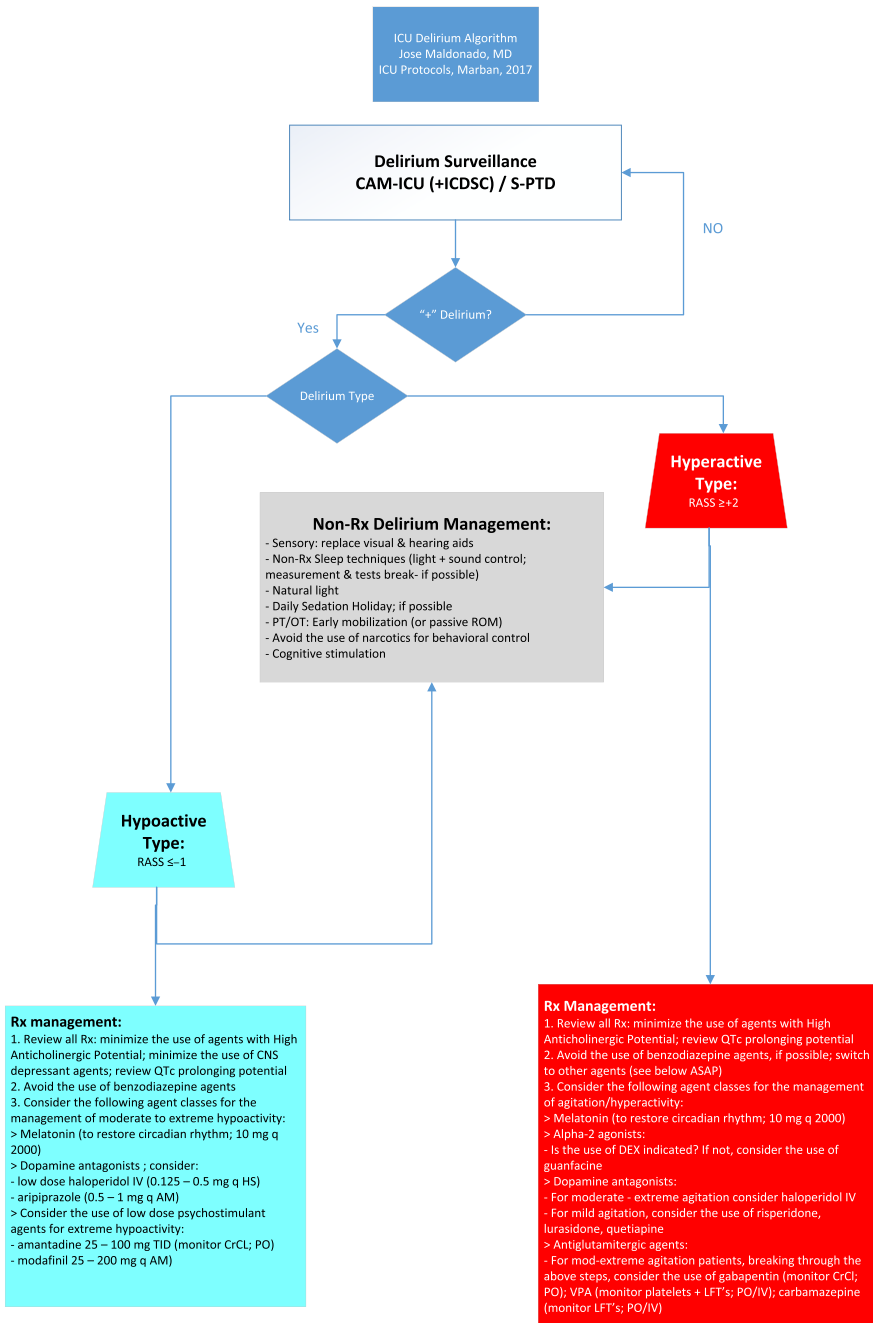 ICU Delirium Algorithm
Jose Maldonado, MD
ICU Protocols, Marban, 2017
Delirium Surveillance
CAM-ICU (+ICDSC) / S-PTD
NO
“+” Delirium?
Yes
Delirium Type
Hyperactive
Type:
RASS ≥+2
Non-Rx Delirium Management:
- Sensory: replace visual & hearing aids
- Non-Rx Sleep techniques (light + sound control;
measurement & tests break- if possible)
- Natural light
- Daily Sedation Holiday; if possible
- PT/OT: Early mobilization (or passive ROM)
- Avoid the use of narcotics for behavioral control
- Cognitive stimulation
Hypoactive
Type:
RASS ≤–1
Rx management:
1. Review all Rx: minimize the use of agents with High
Anticholinergic Potential; minimize the use of CNS
depressant agents; review QTc prolonging potential
2. Avoid the use of benzodiazepine agents
3. Consider the following agent classes for the
management of moderate to extreme hypoactivity:
> Melatonin (to restore circadian rhythm; 10 mg q
2000)
> Dopamine antagonists ; consider:
- low dose haloperidol IV (0.125 – 0.5 mg q HS)
- aripiprazole (0.5 – 1 mg q AM)
> Consider the use of low dose psychostimulant
agents for extreme hypoactivity:
- amantadine 25 – 100 mg TID (monitor CrCL; PO)
- modafinil 25 – 200 mg q AM)
Rx Management:
1. Review all Rx: minimize the use of agents with High
Anticholinergic Potential; review QTc prolonging potential
2. Avoid the use of benzodiazepine agents, if possible; switch
to other agents (see below ASAP)
3. Consider the following agent classes for the management
of agitation/hyperactivity:
> Melatonin (to restore circadian rhythm; 10 mg q 2000)
> Alpha-2 agonists:
- Is the use of DEX indicated? If not, consider the use of
guanfacine
> Dopamine antagonists:
- For moderate - extreme agitation consider haloperidol IV
- For mild agitation, consider the use of risperidone,
lurasidone, quetiapine
> Antiglutamitergic agents:
- For mod-extreme agitation patients, breaking through the
above steps, consider the use of gabapentin (monitor CrCl;
PO); VPA (monitor platelets + LFT’s; PO/IV); carbamazepine
(monitor LFT’s; PO/IV)